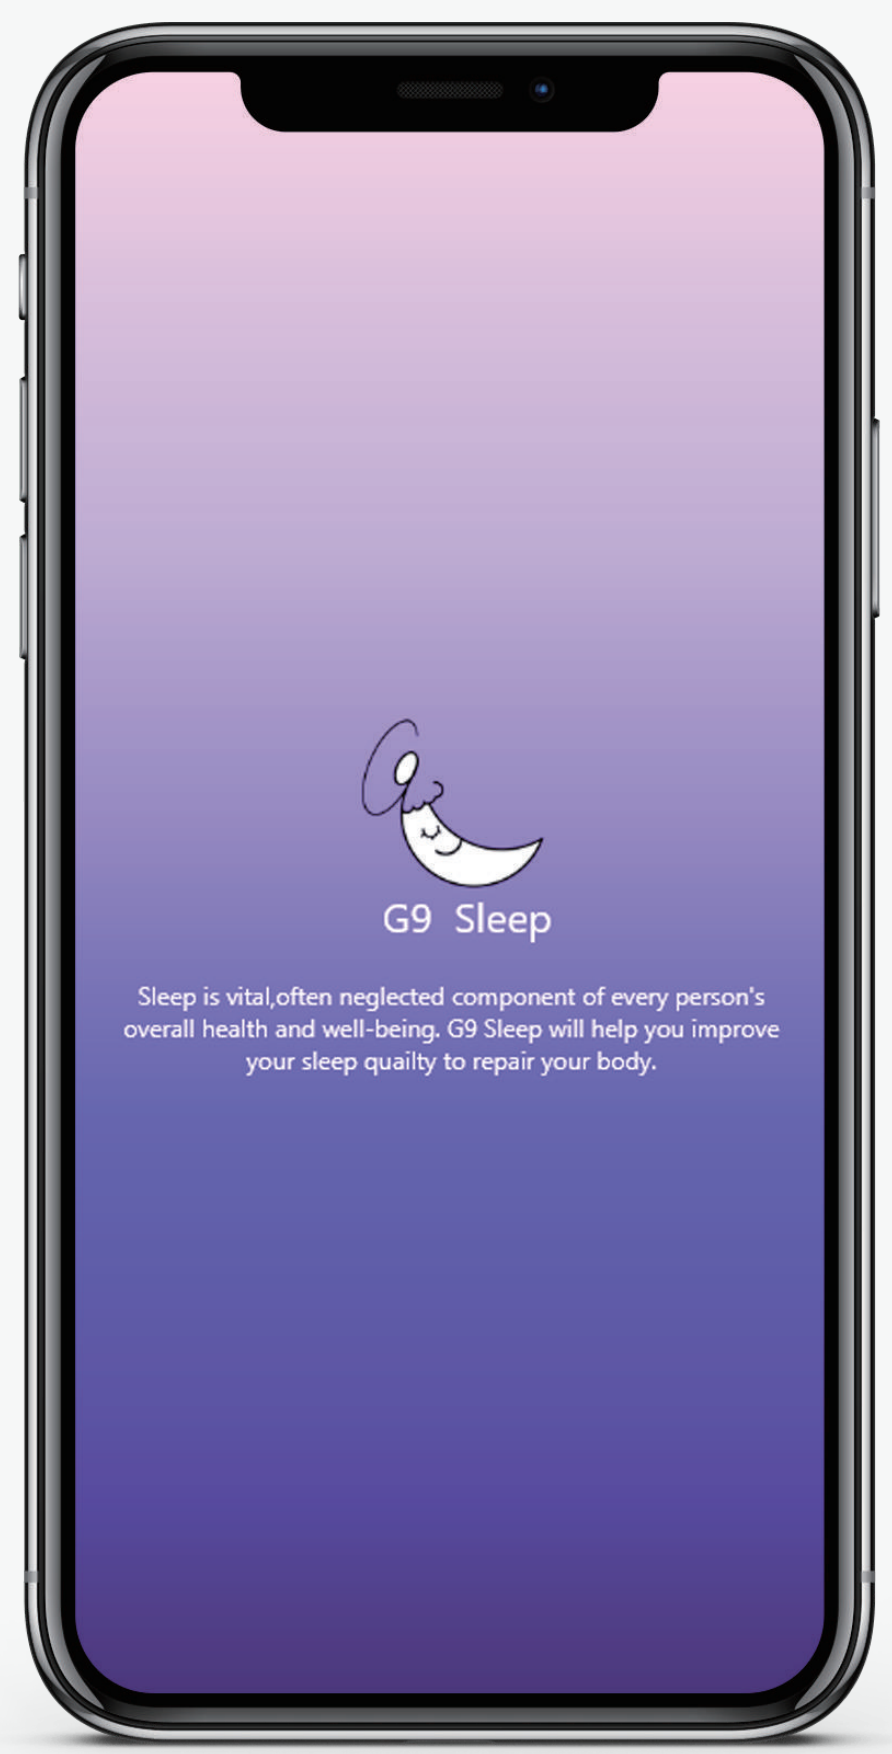 G9 Sleep
Sleep is vital,often neglected component of every person's
overall health and well-being. G9 Sleep will help you improve
your sleep quailty to repair your body.